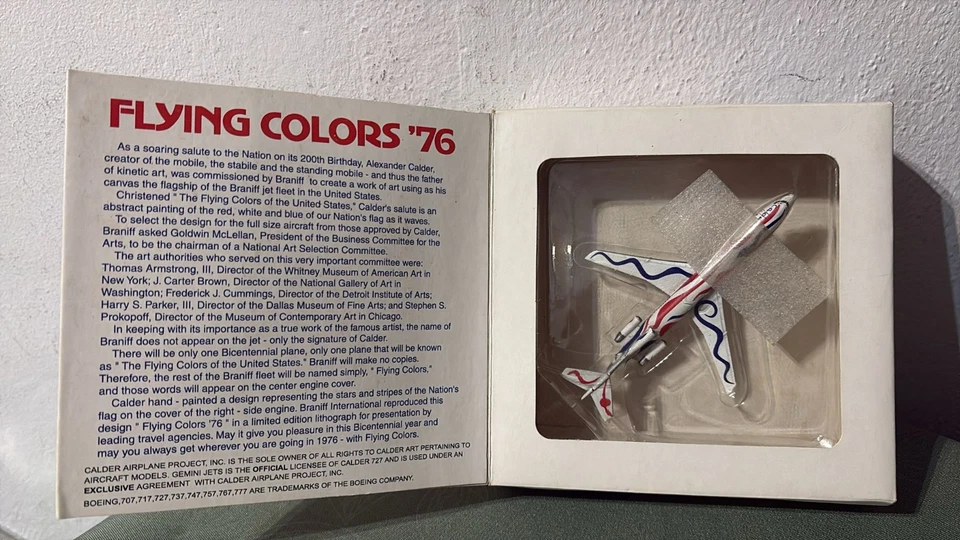 FLYING COLORS '76
As a soaring salute to the Nation on its 200th Birthday, Alexander Calder,
creator of the mobile, the stabile and the standing mobile - and thus the father
of kinetic art, was commissioned by Braniff to create a work of art using as his
canvas the flagship of the Braniff jet fleet in the United States.
Christened " The Flying Colors of the United States," Calder's salute is an
abstract painting of the red, white and blue of our Nation's flag as it waves.
To select the design for the full size aircraft from those approved by Calder,
Braniff asked Goldwin McLellan, President of the Business Committee for the
Arts, to be the chairman of a National Art Selection Committee.
The art authorities who served on this very important committee were:
Thomas Armstrong, III, Director of the Whitney Museum of American Art in
New York; J. Carter Brown, Director of the National Gallery of Art in
Washington; Frederick J. Cummings, Director of the Detroit Institute of Arts;
Harry S. Parker, III, Director of the Dallas Museum of Fine Arts; and Stephen S.
Prokopoff, Director of the Museum of Contemporary Art in Chicago.
In keeping with its importance as a true work of the famous artist, the name of
Braniff does not appear on the jet - only the signature of Calder.
There will be only one Bicentennial plane, only one plane that will be known
as " The Flying Colors of the United States." Braniff will make no copies.
Therefore, the rest of the Braniff fleet will be named simply, " Flying Colors,"
and those words will appear on the center engine cover.
Calder hand - painted a design representing the stars and stripes of the Nation's
flag on the cover of the right - side engine. Braniff International reproduced this
design " Flying Colors '76 " in a limited edition lithograph for presentation by
leading travel agencies. May it give you pleasure in this Bicentennial year and
may you always get wherever you are going in 1976 - with Flying Colors.
CALDER AIRPLANE PROJECT, INC. IS THE SOLE OWNER OF ALL RIGHTS TO CALDER ART PERTAINING TO
AIRCRAFT MODELS. GEMINI JETS IS THE OFFICIAL LICENSEE OF CALDER 727 AND IS USED UNDER AN
EXCLUSIVE AGREEMENT WITH CALDER AIRPLANE PROJECT, INC.
BOEING,707,717,727,737,747,757,767,777 ARE TRADEMARKS OF THE BOEING COMPANY.